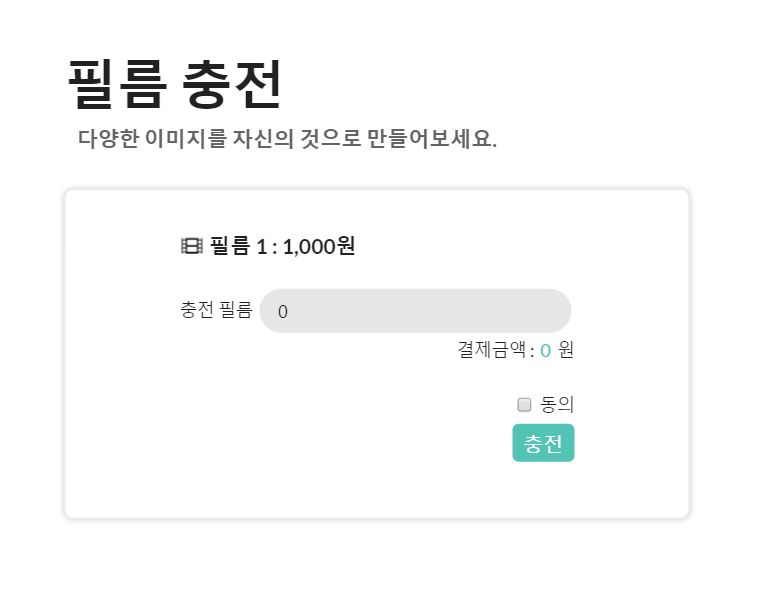 필름 충전
다양한 이미지를 자신의 것으로 만들어보세요.
필름 1 : 1,000원
충전 필름 0
결제금액 : 0 원
동의
충전